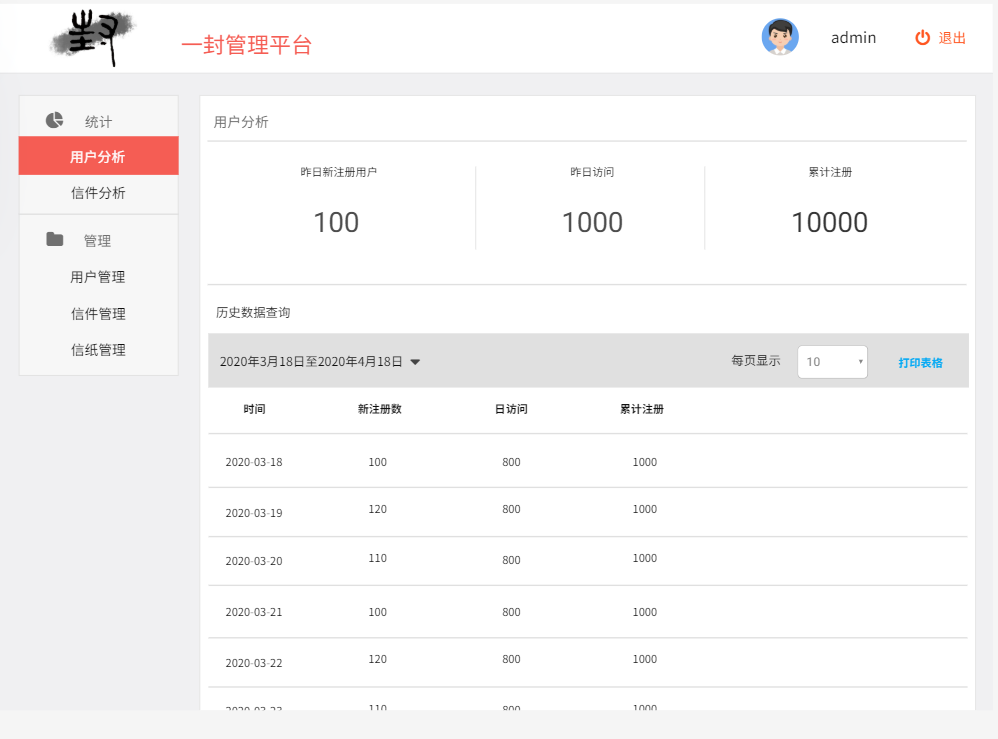 封
一封管理平台
admin
退出
统计
用户分析
信件分析
管理
用户管理
信件管理
信纸管理
用户分析
昨日新注册用户 昨日访问 累计注册
100 1000 10000
历史数据查询
2020年3月18日至2020年4月18日 每页显示 10 打印表格
时间 新注册数 日访问 累计注册
2020-03-18 100 800 1000
2020-03-19 120 800 1000
2020-03-20 110 800 1000
2020-03-21 100 800 1000
2020-03-22 120 800 1000
2020-03-23 110 800 1000